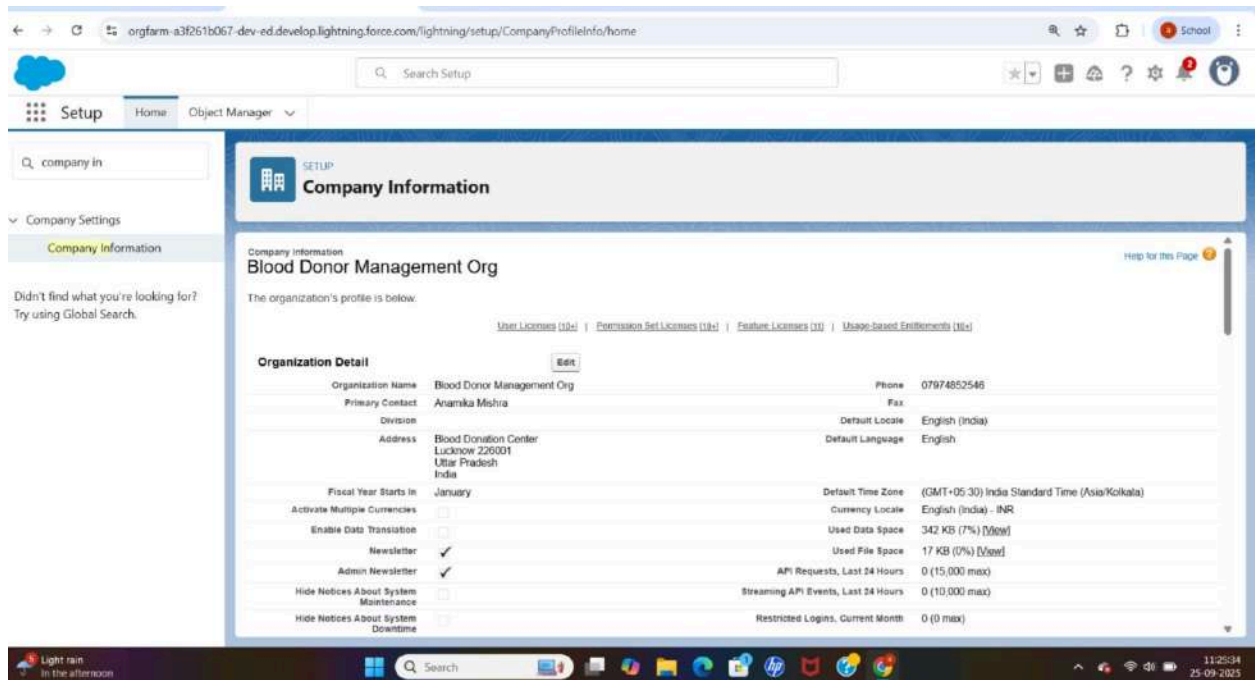 orgfarm-a3f261b067-dev-ed.develop.lightning.force.com/lightning/setup/CompanyProfileInfo/home
School
Search Setup
2
Setup
Home
Object Manager
company in
Company Settings
Company Information
Didn't find what you're looking for?
Try using Global Search.
SETUP
Company Information
Company Information
Blood Donor Management Org
Help for this Page
The organization's profile is below.
User Licenses [10+] | Permission Set Licenses [10+] | Feature Licenses [11] | Usage-based Entitlements [10+]
Organization Detail
Edit
Organization Name Blood Donor Management Org
Phone 07974852546
Primary Contact Anamika Mishra
Fax
Division
Default Locale English (India)
Address Blood Donation Center
Lucknow 226001
Uttar Pradesh
India
Default Language English
Fiscal Year Starts In January
Default Time Zone (GMT+05:30) India Standard Time (Asia/Kolkata)
Activate Multiple Currencies
Currency Locale English (India) - INR
Enable Data Translation
Used Data Space 342 KB (7%) [View]
Newsletter ✓
Used File Space 17 KB (0%) [View]
Admin Newsletter ✓
API Requests, Last 24 Hours 0 (15,000 max)
Hide Notices About System
Maintenance
Streaming API Events, Last 24 Hours 0 (10,000 max)
Hide Notices About System
Downtime
Restricted Logins, Current Month 0 (0 max)
Light rain
In the afternoon
Search
11:25:34
25-09-2025